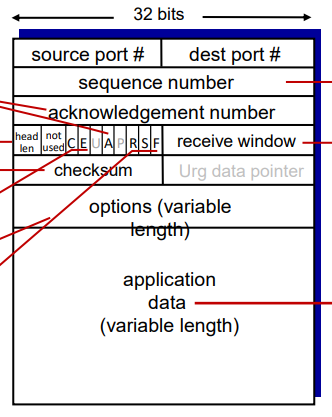 32 bits
source port # dest port #
sequence number
acknowledgement number
head len not used C E U A P R S F receive window
checksum Urg data pointer
options (variable
length)
application
data
(variable length)